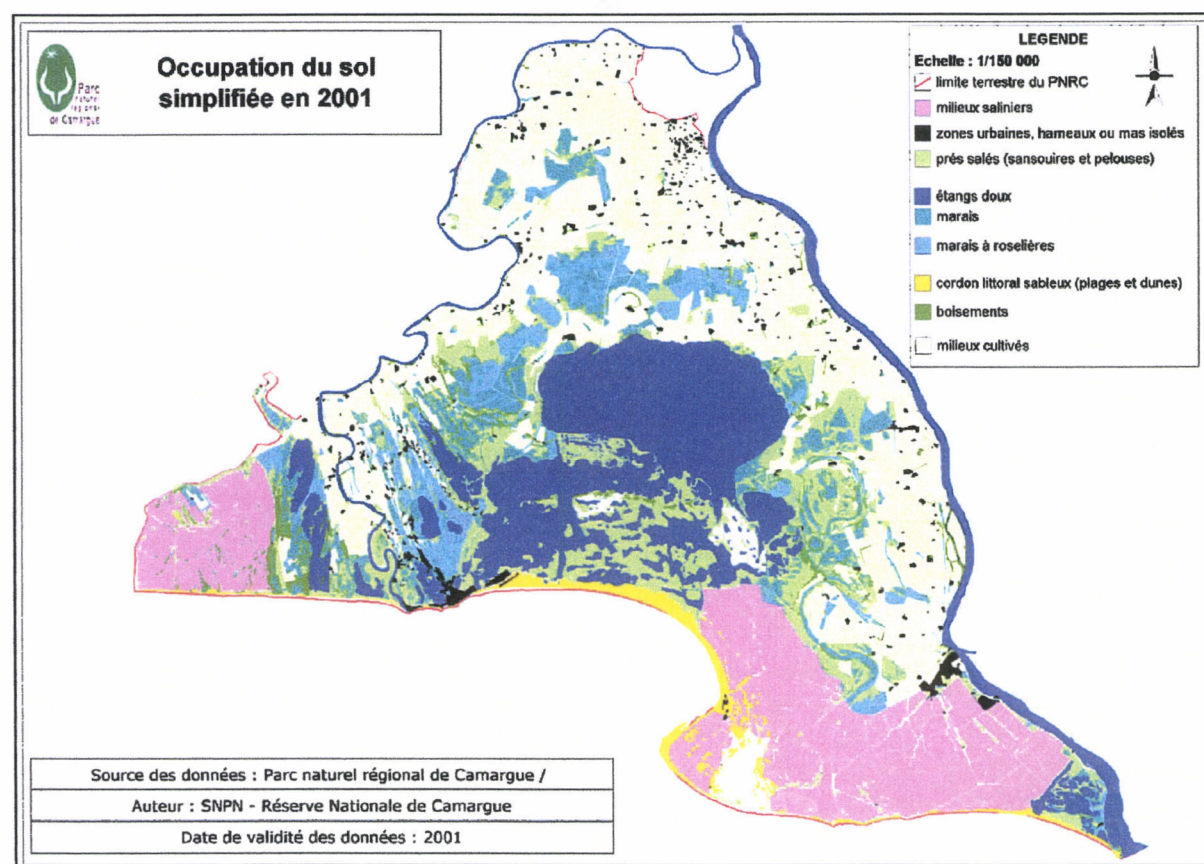 Parc
naturel
régional
de Camargue
Occupation du sol
simplifiée en 2001
LEGENDE
Echelle : 1/150 000
limite terrestre du PNRC
milieux saliniers
zones urbaines, hameaux ou mas isolés
prés salés (sansouires et pelouses)
étangs doux
marais
marais à roselières
cordon littoral sableux (plages et dunes)
boisements
milieux cultivés
Source des données : Parc naturel régional de Camargue /
Auteur : SNPN - Réserve Nationale de Camargue
Date de validité des données : 2001